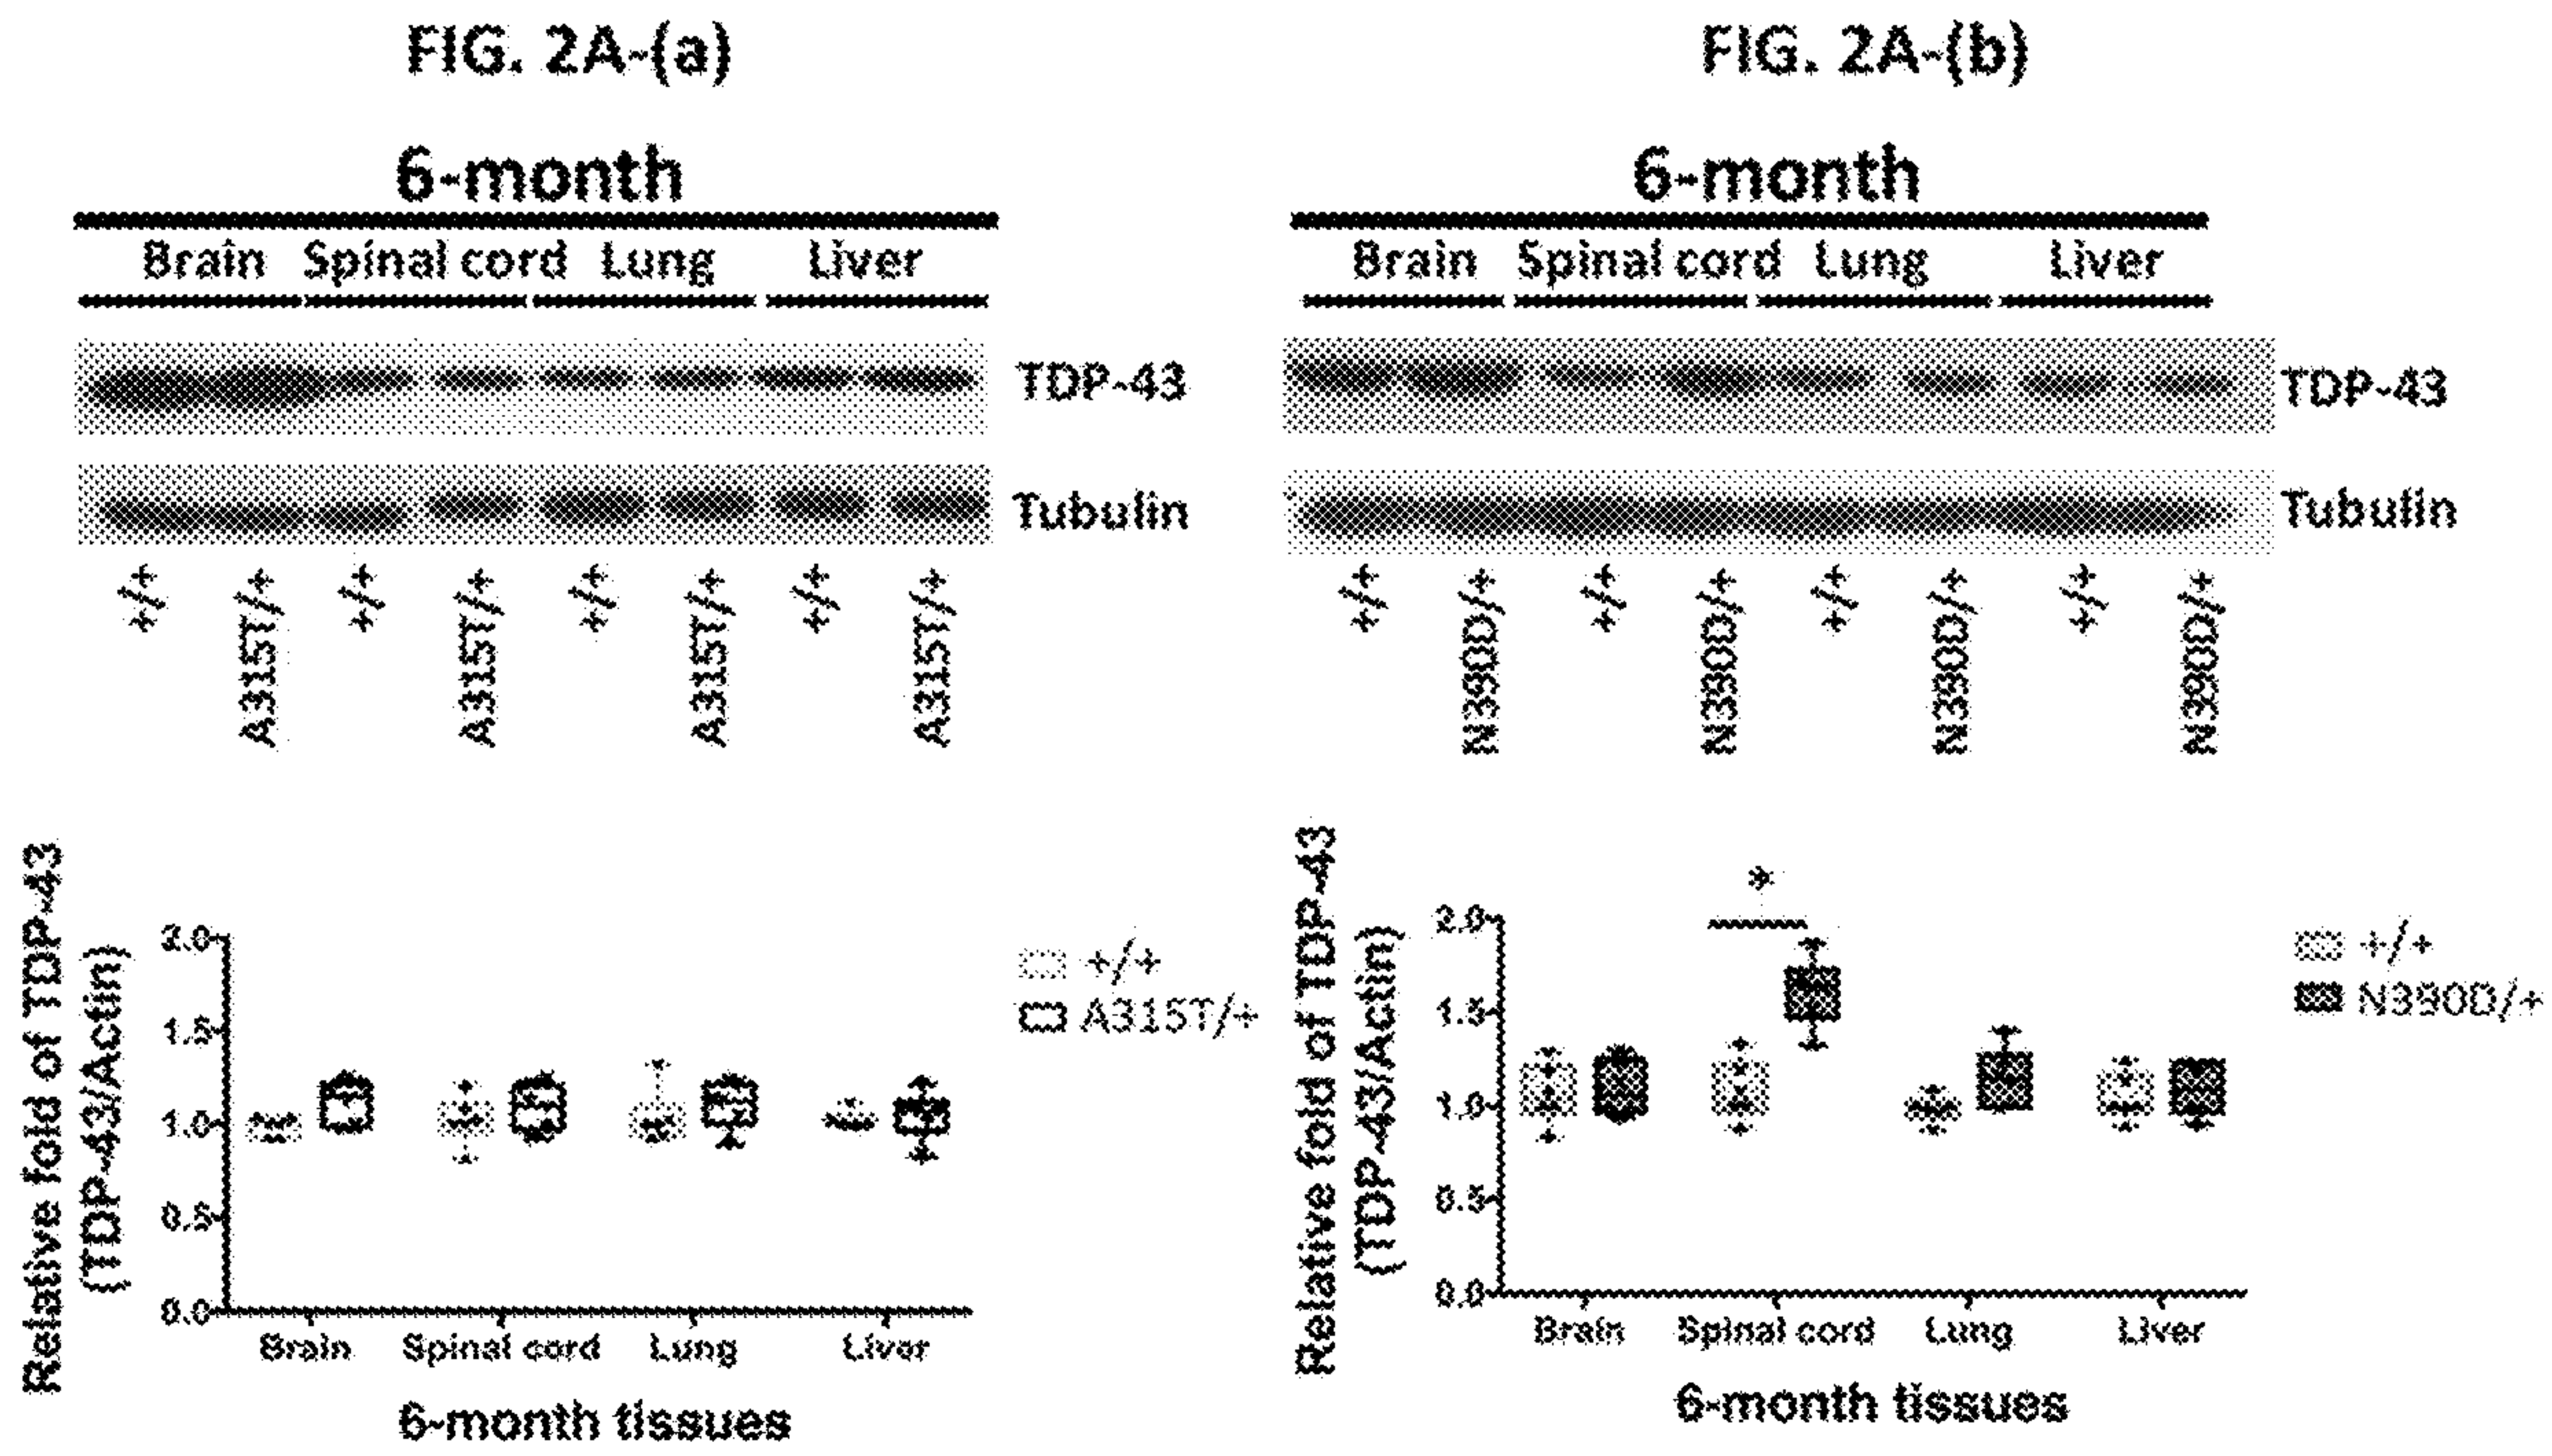 FIG. 2A-(a)
6-month
Brain Spinal cord Lung Liver
TDP-43
Tubulin
+/+ A315T/+ +/+ A315T/+ +/+ A315T/+ +/+ A315T/+
Relative fold of TDP-43
(TDP-43/Actin)
2.0
1.5
1.0
0.5
0.0
+/+
A315T/+
Brain Spinal cord Lung Liver
6-month tissues
FIG. 2A-(b)
6-month
Brain Spinal cord Lung Liver
TDP-43
Tubulin
+/+ N390D/+ +/+ N390D/+ +/+ N390D/+ +/+ N390D/+
Relative fold of TDP-43
(TDP-43/Actin)
*
2.0
1.5
1.0
0.5
0.0
+/+
N390D/+
Brain Spinal cord Lung Liver
6-month tissues